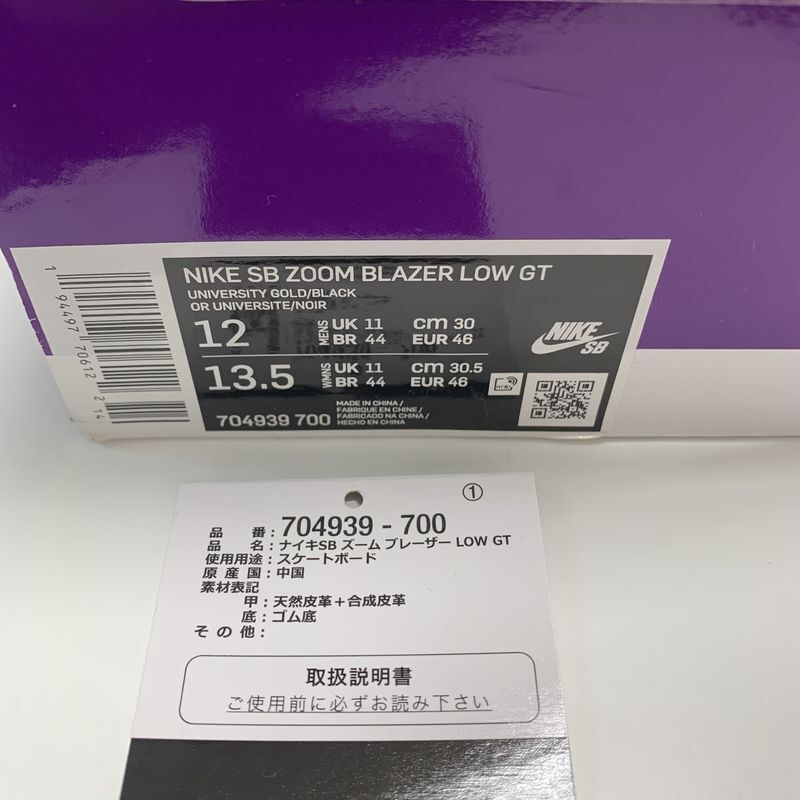 NIKE SB ZOOM BLAZER LOW GT
UNIVERSITY GOLD/BLACK
OR UNIVERSITE/NOIR
12 MENS UK 11 cm 30
BR 44 EUR 46
13.5 WMNS UK 11 cm 30.5
BR 44 EUR 46
704939 700
MADE IN CHINA /
FABRIQUE EN CHINE /
FABRICADO NA CHINA /
HECHO EN CHINA
NIKE
SB
1 94497 70612 2 14
①
品 番 : 704939 - 700
品 名 : ナイキSB ズーム ブレーザー LOW GT
使用用途 : スケートボード
原 産 国 : 中国
素材表記
甲 : 天然皮革＋合成皮革
底 : ゴム底
そ の 他 :
取扱説明書
ご使用前に必ずお読み下さい